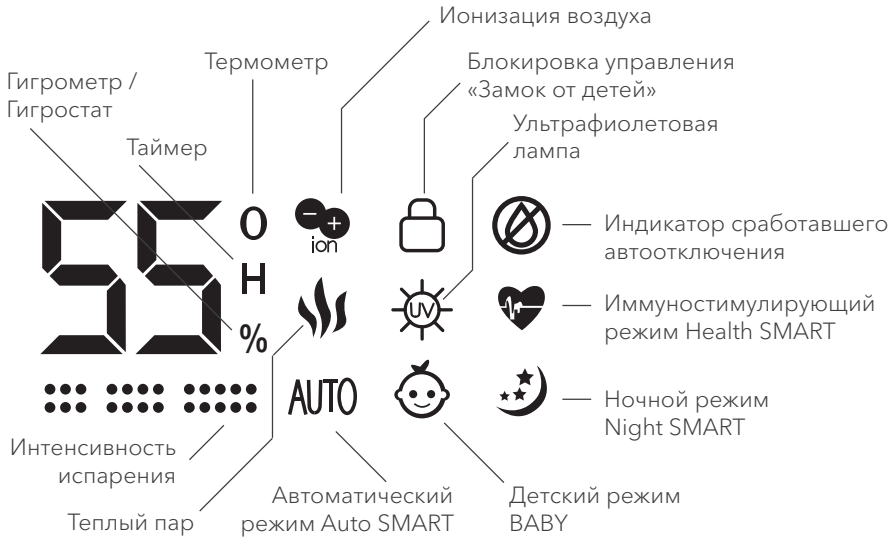 Ионизация воздуха
Термометр
Блокировка управления
«Замок от детей»
Гигрометр /
Гигростат
Ультрафиолетовая
лампа
Таймер
55
O
H
%
ion
UV
AUTO
Индикатор сработавшего
автоотключения
Иммуностимулирующий
режим Health SMART
Ночной режим
Night SMART
Интенсивность
испарения
Теплый пар
Автоматический
режим Auto SMART
Детский режим
BABY